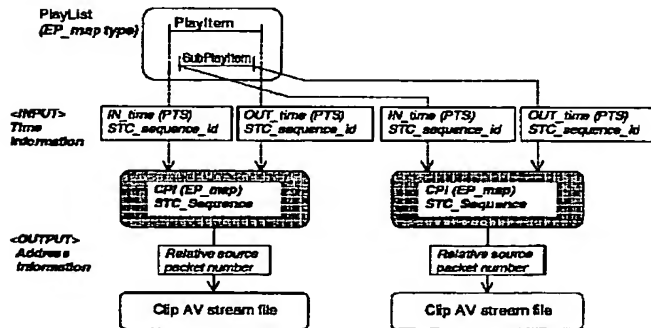 PlayList
(EP_map type)
PlayItem
SubPlayItem
<INPUT>
Time
Information
IN_time (PTS)
STC_sequence_id
OUT_time (PTS)
STC_sequence_id
IN_time (PTS)
STC_sequence_id
OUT_time (PTS)
STC_sequence_id
CPI (EP_map)
STC_Sequence
CPI (EP_map)
STC_Sequence
<OUTPUT>
Address
Information
Relative source
packet number
Relative source
packet number
Clip AV stream file
Clip AV stream file